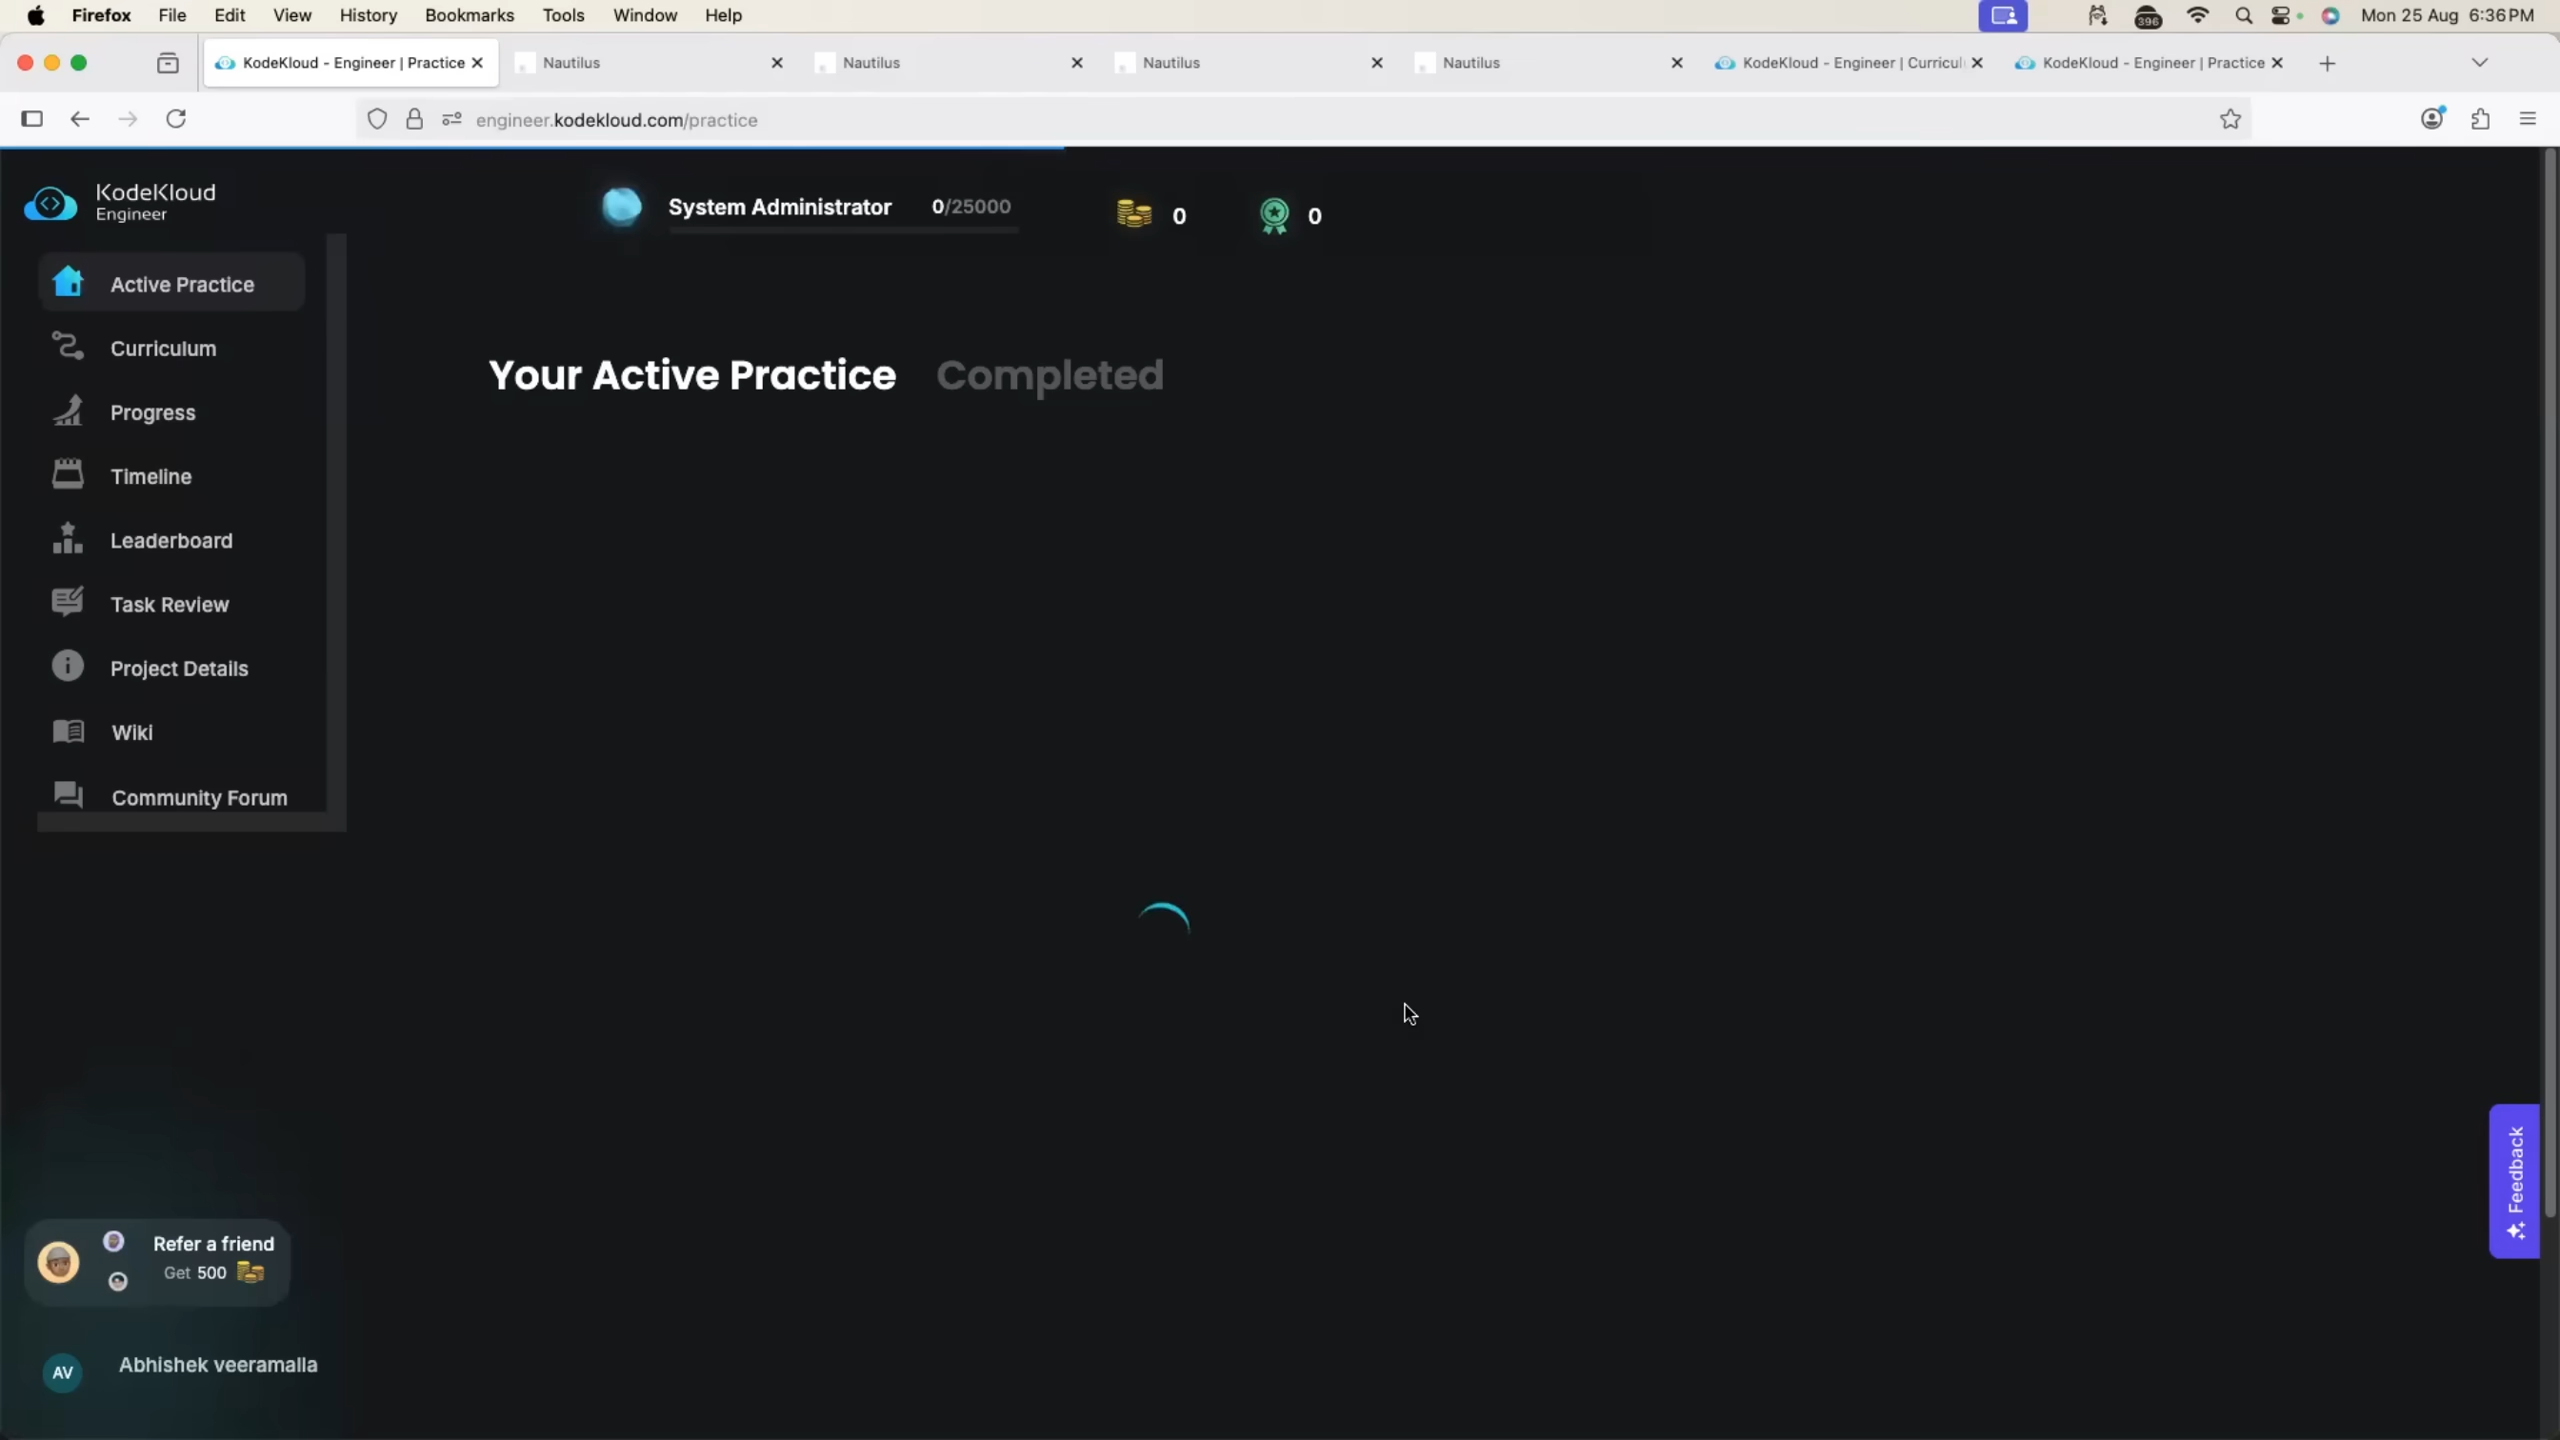 Firefox File Edit View History Bookmarks Tools Window Help
396
Mon 25 Aug 6:36 PM
KodeKloud - Engineer | Practice
Nautilus
Nautilus
Nautilus
Nautilus
KodeKloud - Engineer | Curricul
KodeKloud - Engineer | Practice
engineer.kodekloud.com/practice
KodeKloud
Engineer
System Administrator 0/25000
0
0
Active Practice
Curriculum
Progress
Timeline
Leaderboard
Task Review
Project Details
Wiki
Community Forum
Your Active Practice Completed
Feedback
Refer a friend
Get 500
AV Abhishek veeramalla